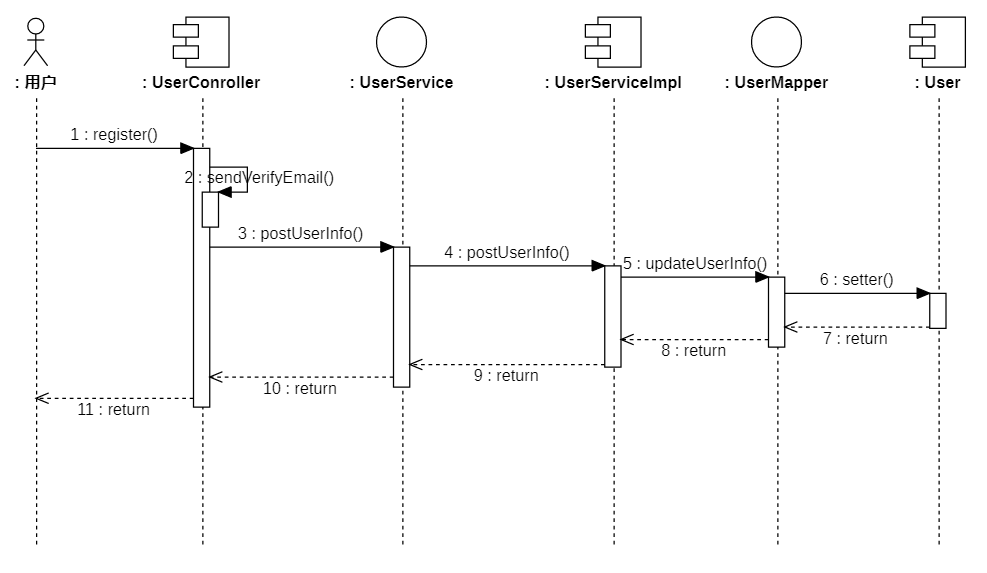 : 用户
: UserConroller
: UserService
: UserServiceImpl
: UserMapper
: User
1 : register()
2 : sendVerifyEmail()
3 : postUserInfo()
4 : postUserInfo()
5 : updateUserInfo()
6 : setter()
7 : return
8 : return
9 : return
10 : return
11 : return